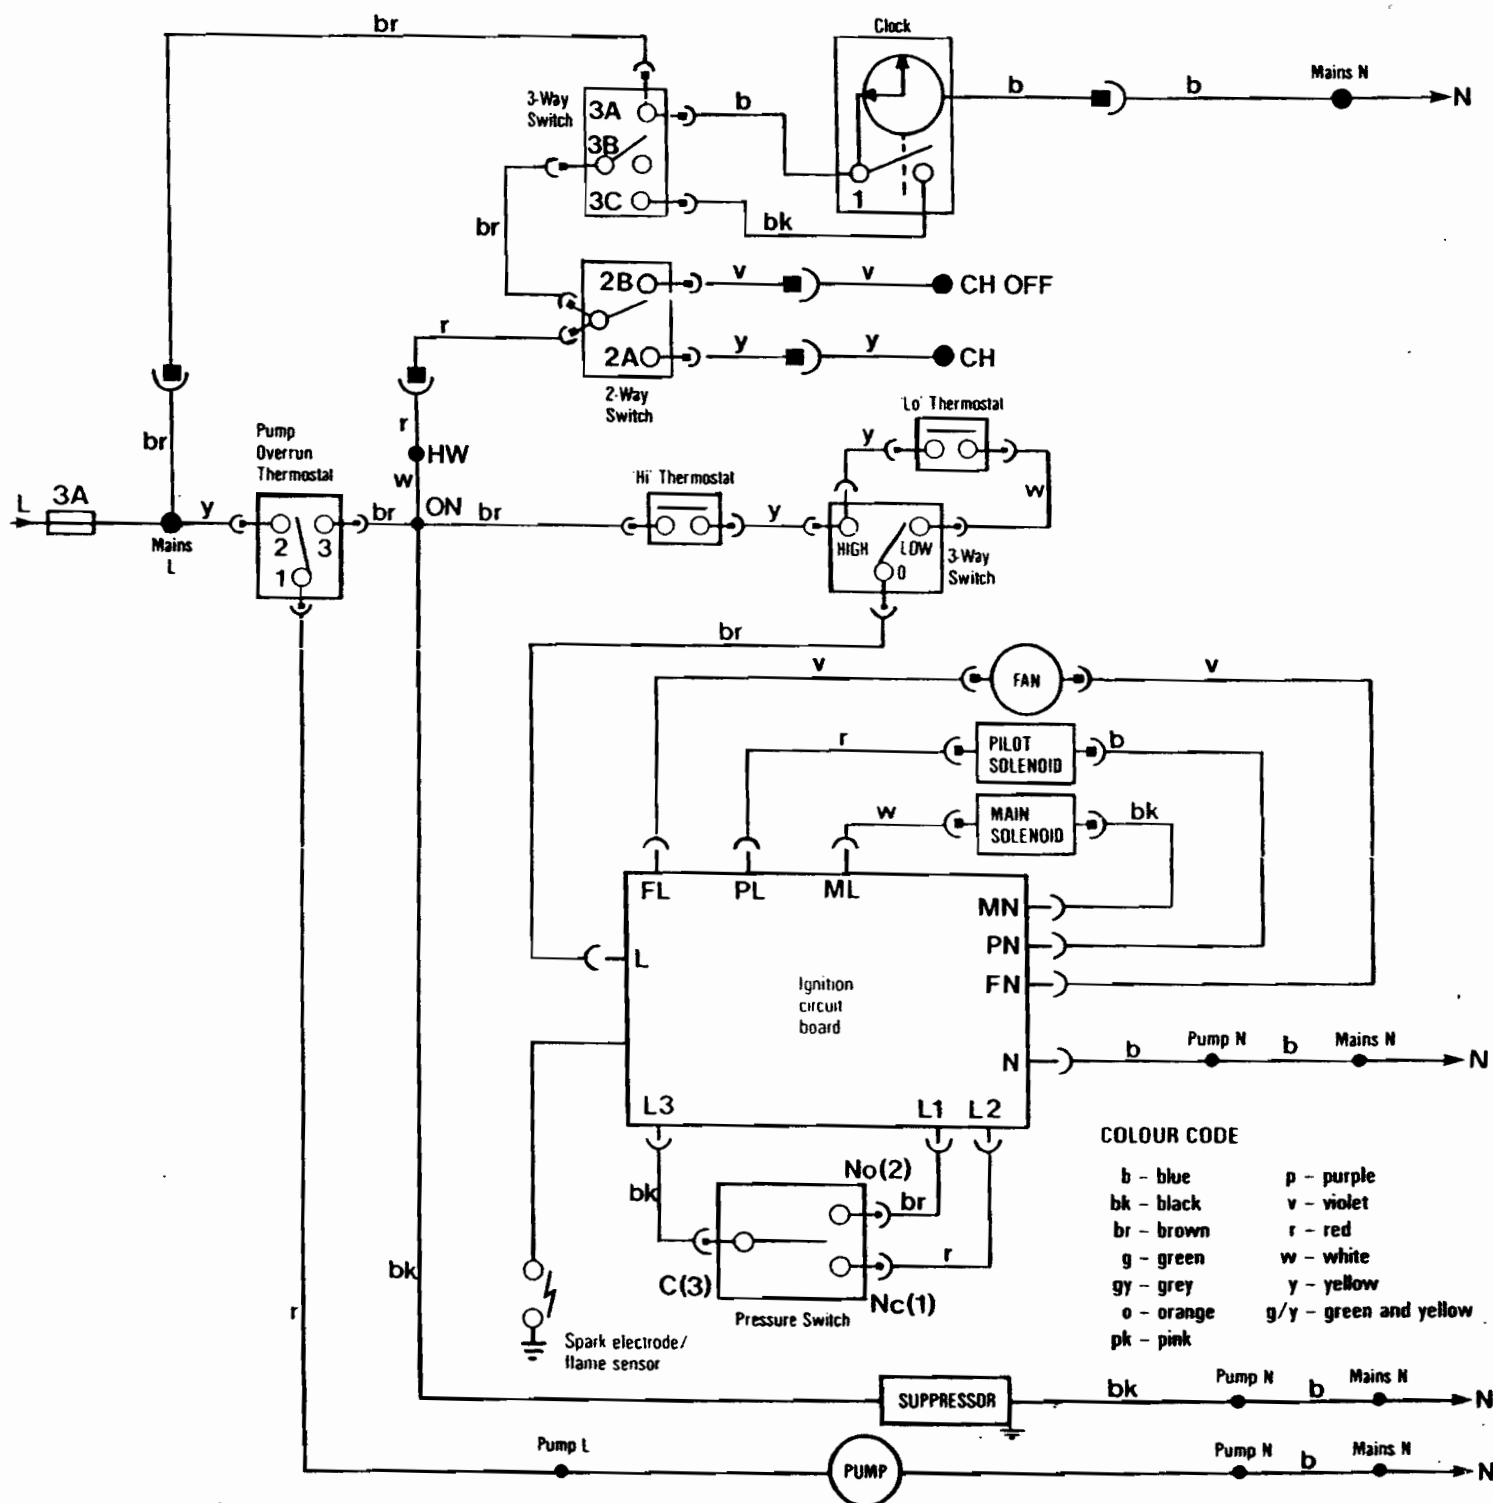 br
Clock
Mains N
b
b
N
3-Way
Switch
3A
b
3B
3C
1
bk
br
2B
v
v
CH OFF
r
2A
y
y
CH
2-Way
Switch
br
r
Pump
Overrun
Thermostat
HW
w
'Lo' Thermostat
y
w
'Hi' Thermostat
L
3A
y
br
ON
br
y
Mains
L
2
3
1
HIGH
LOW
0
3-Way
Switch
br
v
FAN
v
r
PILOT
SOLENOID
b
w
MAIN
SOLENOID
bk
FL
PL
ML
MN
PN
FN
L
Ignition
circuit
board
N
b
Pump N
b
Mains N
N
L3
L1
L2
bk
No(2)
br
r
C(3)
Nc(1)
Pressure Switch
COLOUR CODE
b - blue
bk - black
br - brown
g - green
gy - grey
o - orange
pk - pink
p - purple
v - violet
r - red
w - white
y - yellow
g/y - green and yellow
bk
r
Spark electrode/
flame sensor
SUPPRESSOR
bk
Pump N
b
Mains N
N
Pump L
PUMP
Pump N
b
Mains N
N